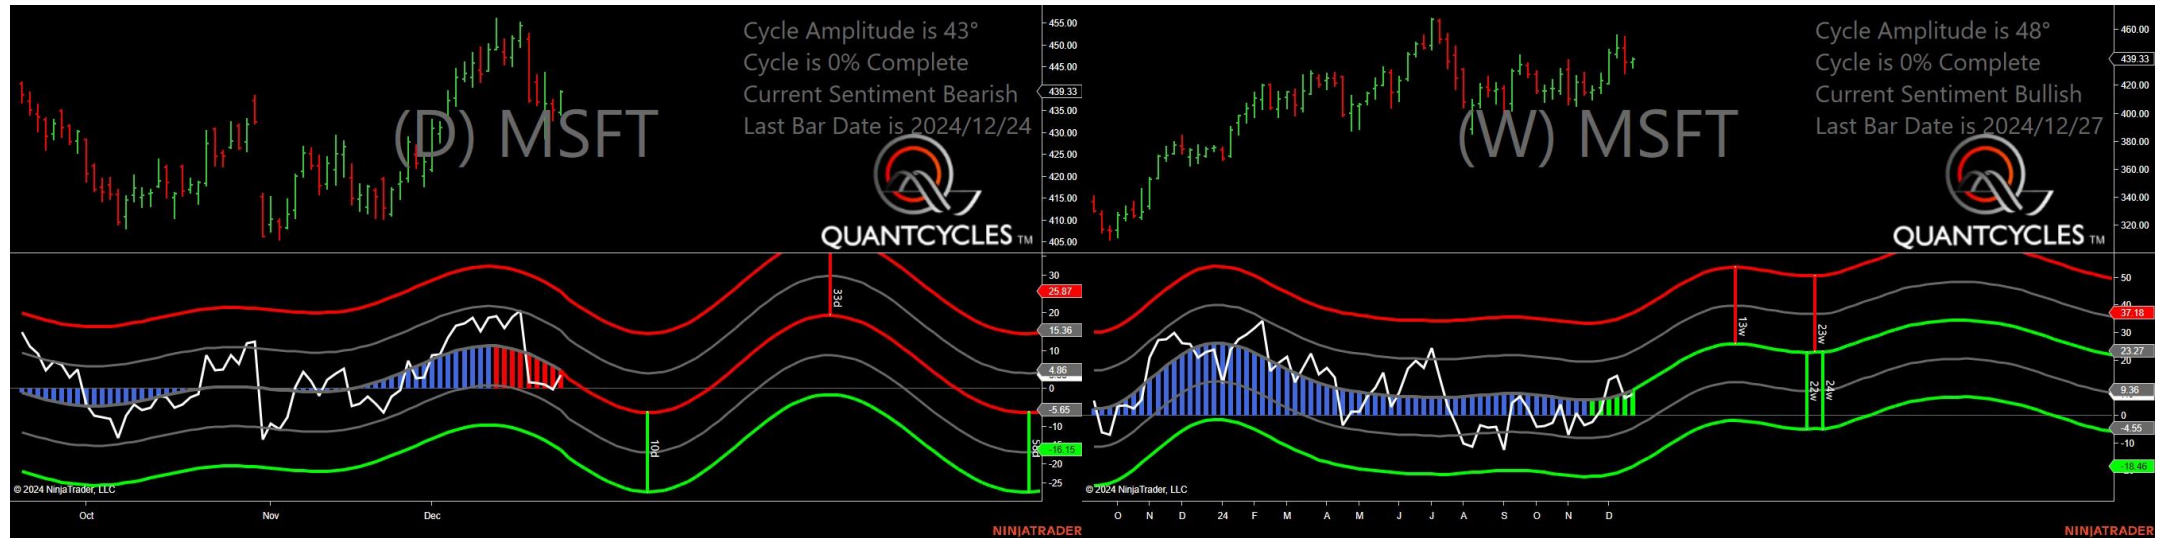 Cycle Amplitude is 43°
Cycle is 0% Complete
Current Sentiment Bearish
Last Bar Date is 2024/12/24
(D) MSFT
QUANTCYCLES TM
455.00
450.00
445.00
439.33
435.00
430.00
425.00
420.00
415.00
410.00
405.00
30
25.87
20
15.36
10
4.86
0
-5.65
-10
-16.15
-20
-25
33d
10d
© 2024 NinjaTrader, LLC
Oct Nov Dec
NINJATRADER
Cycle Amplitude is 48°
Cycle is 0% Complete
Current Sentiment Bullish
Last Bar Date is 2024/12/27
(W) MSFT
QUANTCYCLES TM
460.00
439.33
420.00
400.00
380.00
360.00
340.00
320.00
50
40
37.18
30
23.27
20
9.36
0
-4.55
-10
-18.46
13w
23w
22w
24w
© 2024 NinjaTrader, LLC
O N D 24 F M A M J J A S O N D
NINJATRADER